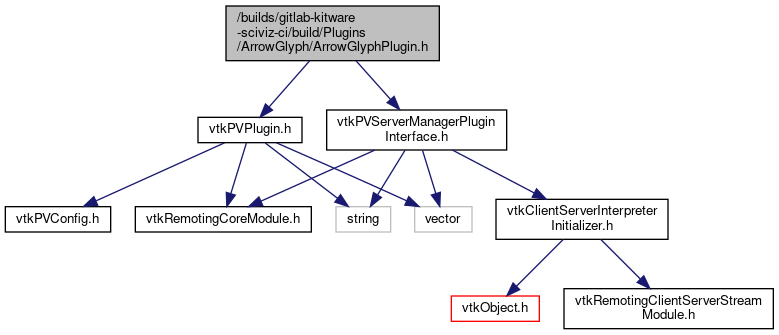 /builds/gitlab-kitware
-sciviz-ci/build/Plugins
/ArrowGlyph/ArrowGlyphPlugin.h
vtkPVPlugin.h
vtkPVServerManagerPlugin
Interface.h
vtkPVConfig.h
vtkRemotingCoreModule.h
string
vector
vtkClientServerInterpreter
Initializer.h
vtkObject.h
vtkRemotingClientServerStream
Module.h